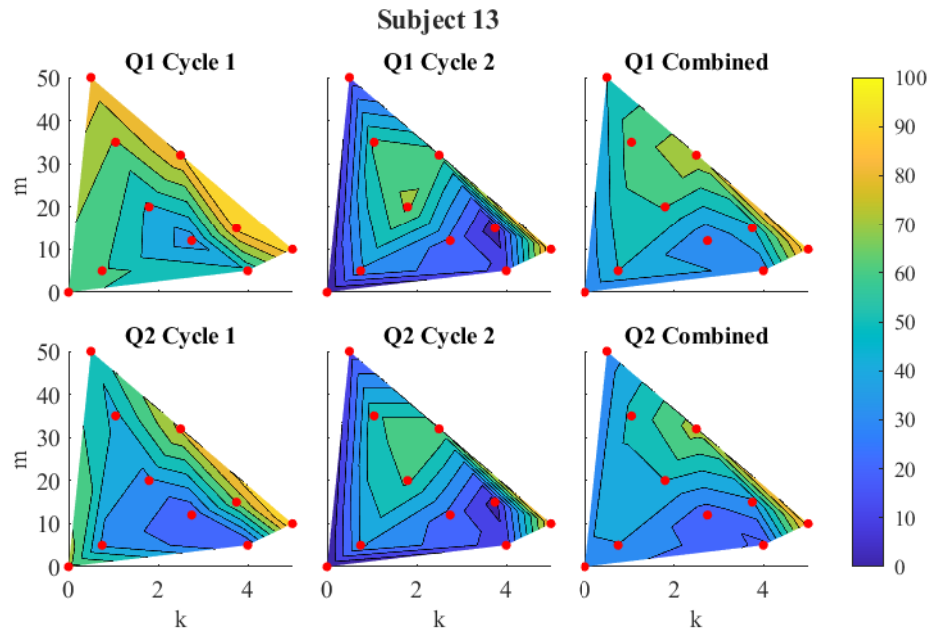 Subject 13
Q1 Cycle 1
Q1 Cycle 2
Q1 Combined
50
40
30
20
10
0
m
100
90
80
70
60
50
40
30
20
10
0
Q2 Cycle 1
Q2 Cycle 2
Q2 Combined
50
40
30
20
10
0
m
0 2 4
0 2 4
0 2 4
k
k
k